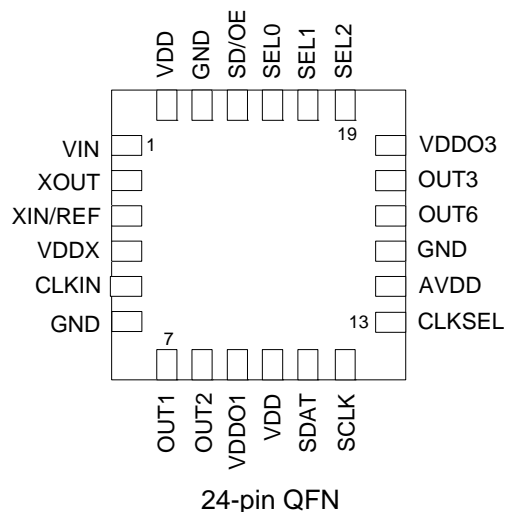 VDD
GND
SD/OE
SEL0
SEL1
SEL2
VIN 1
19
VDDO3
XOUT
OUT3
XIN/REF
OUT6
VDDX
GND
CLKIN
AVDD
GND
7
13
CLKSEL
OUT1
OUT2
VDDO1
VDD
SDAT
SCLK
24-pin QFN